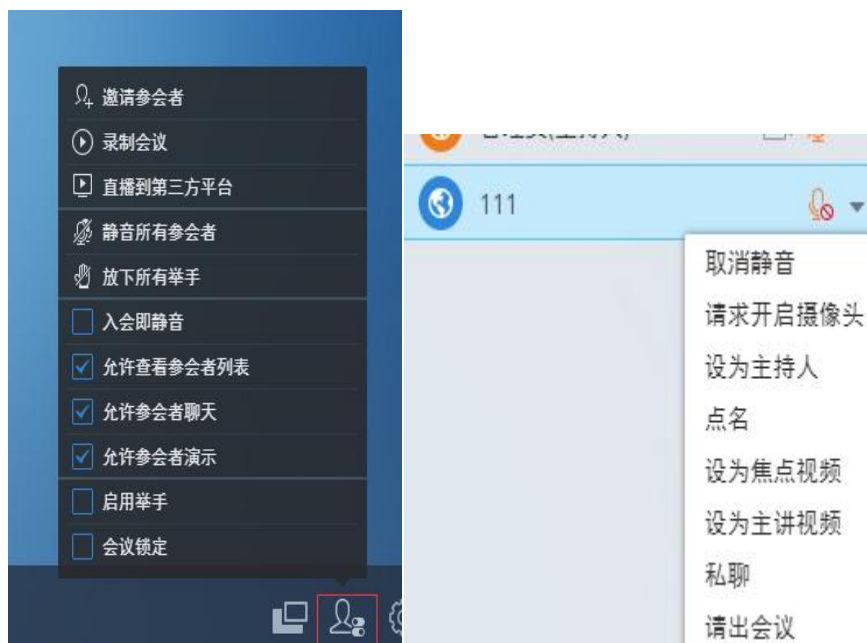 邀请参会者
录制会议
直播到第三方平台
静音所有参会者
放下所有举手
入会即静音
允许查看参会者列表
允许参会者聊天
允许参会者演示
启用举手
会议锁定
111
取消静音
请求开启摄像头
设为主持人
点名
设为焦点视频
设为主讲视频
私聊
请出会议